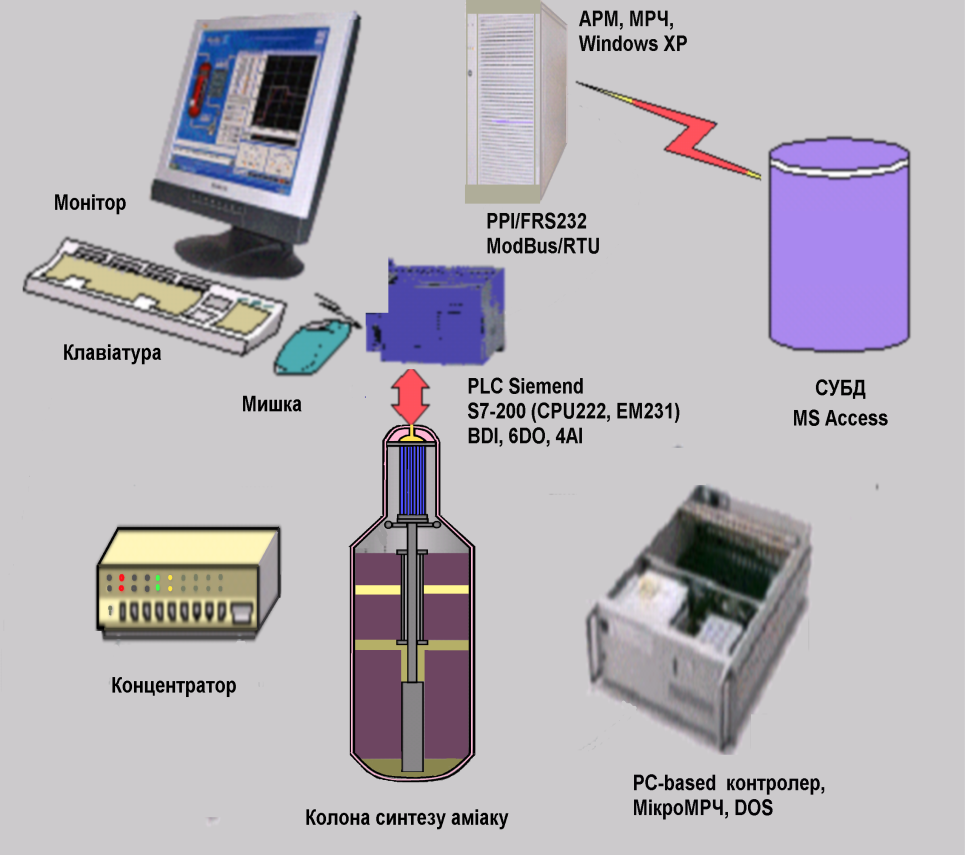 АРМ, МРЧ,
Windows XP
Монітор
PPI/FRS232
ModBus/RTU
Клавіатура
Мишка
PLC Siemend
S7-200 (CPU222, EM231)
BDI, 6DO, 4AI
СУБД
MS Access
Концентратор
PC-based контролер,
МікроМРЧ, DOS
Колона синтезу аміаку